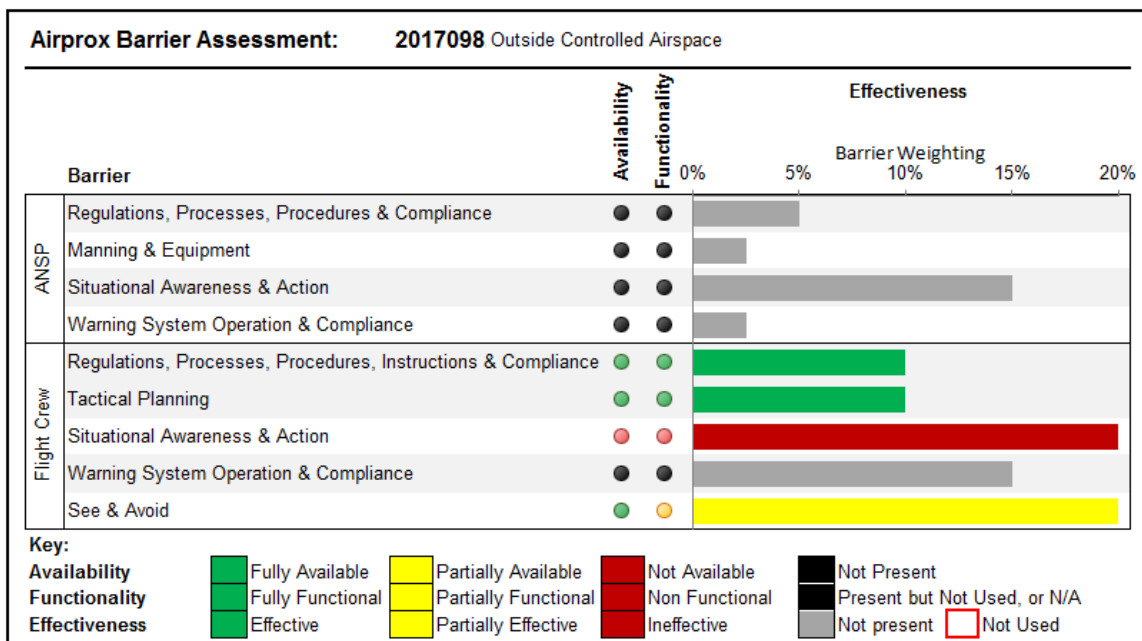 Airprox Barrier Assessment: 2017098 Outside Controlled Airspace
Availability
Functionality
Effectiveness
Barrier Weighting
Barrier
0% 5% 10% 15% 20%
ANSP
Regulations, Processes, Procedures & Compliance
Manning & Equipment
Situational Awareness & Action
Warning System Operation & Compliance
Flight Crew
Regulations, Processes, Procedures, Instructions & Compliance
Tactical Planning
Situational Awareness & Action
Warning System Operation & Compliance
See & Avoid
Key:
Availability Fully Available Partially Available Not Available Not Present
Functionality Fully Functional Partially Functional Non Functional Present but Not Used, or N/A
Effectiveness Effective Partially Effective Ineffective Not present Not Used